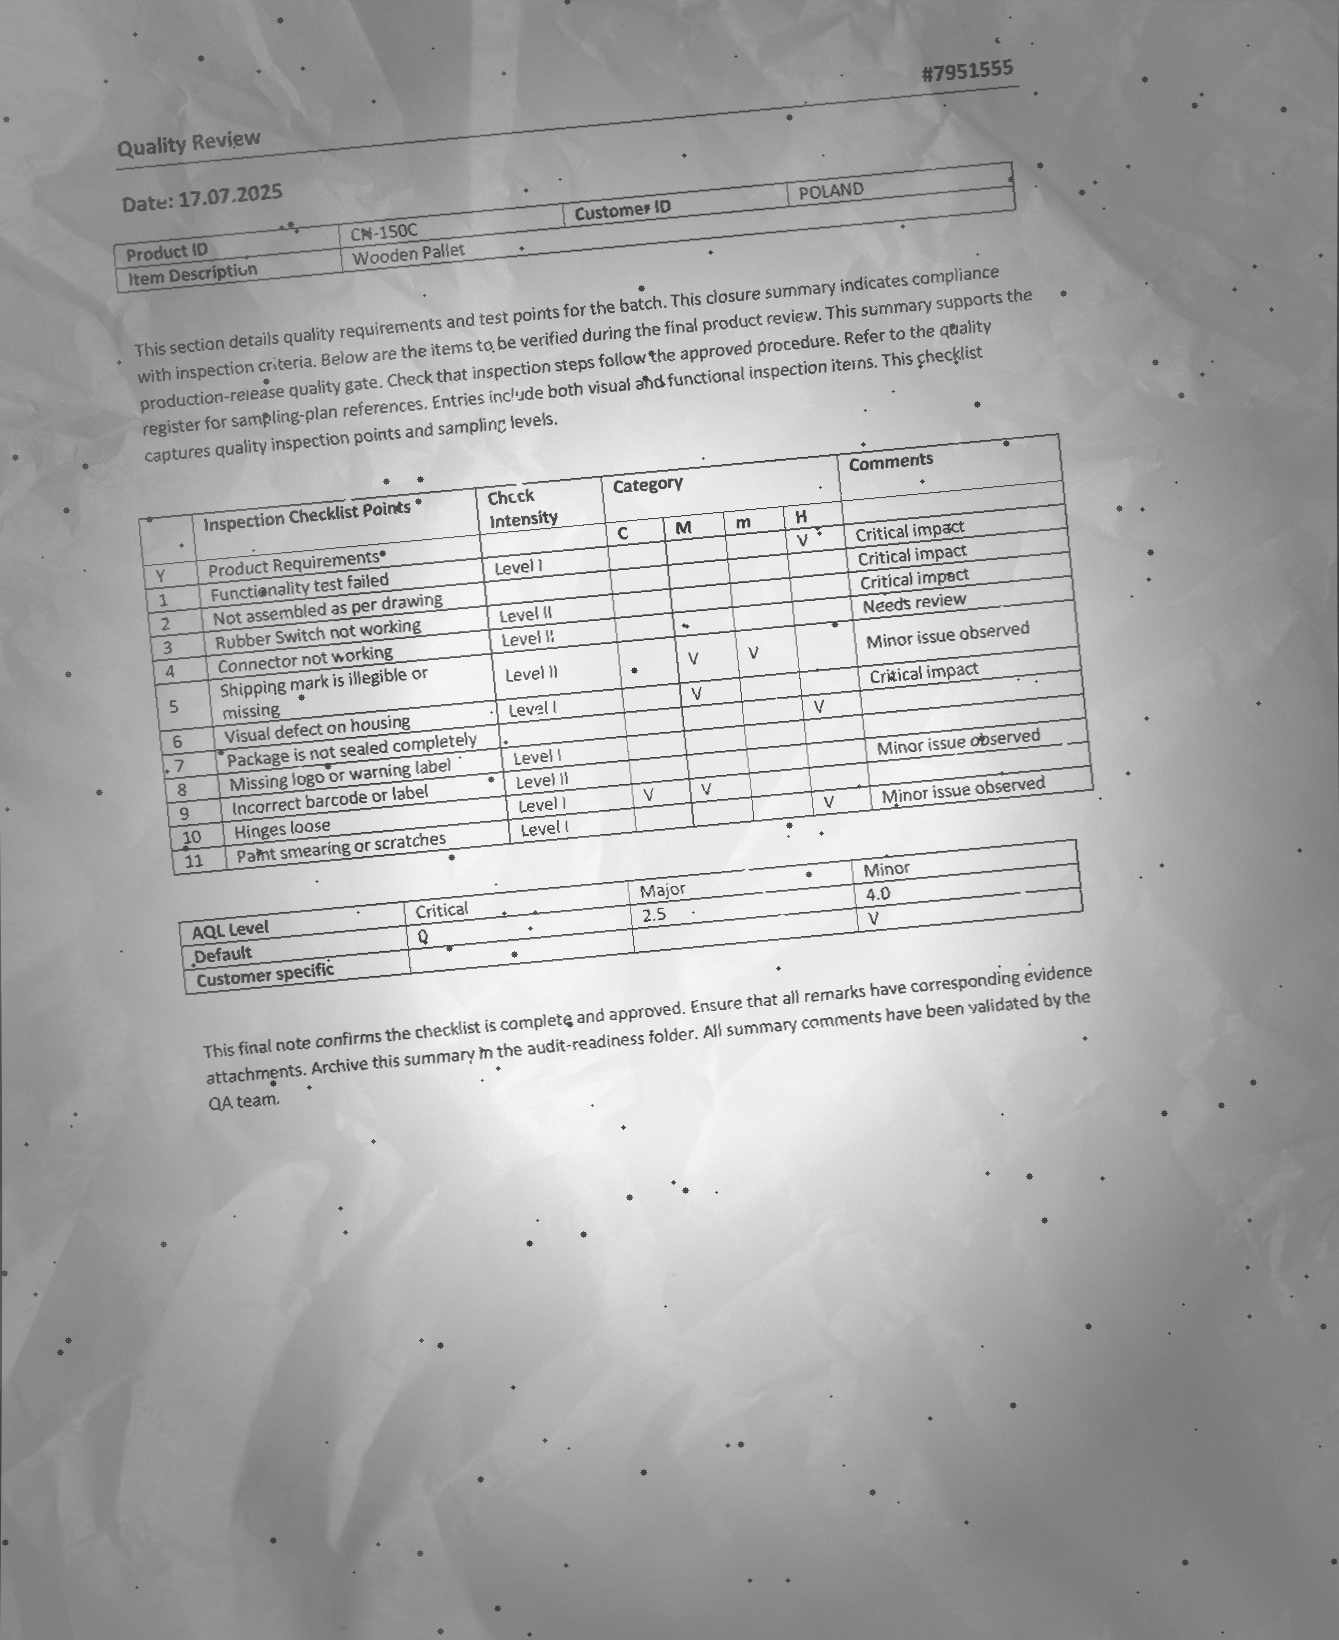 #7951555
Quality Review
Date: 17.07.2025
Product ID CN-150C Customer ID POLAND
Item Description Wooden Pallet
This section details quality requirements and test points for the batch. This closure summary indicates compliance
with inspection criteria. Below are the items to be verified during the final product review. This summary supports the
production-release quality gate. Check that inspection steps follow the approved procedure. Refer to the quality
register for sampling-plan references. Entries include both visual and functional inspection items. This checklist
captures quality inspection points and sampling levels.
Inspection Checklist Points Check Intensity Category Comments
Y Product Requirements C M m H
1 Functionality test failed Level I V Critical impact
2 Not assembled as per drawing Critical impact
3 Rubber Switch not working Level II Critical impact
4 Connector not working Level II Needs review
5 Shipping mark is illegible or missing Level II V V Minor issue observed
6 Visual defect on housing Level I V Critical impact
7 Package is not sealed completely V
8 Missing logo or warning label Level I
9 Incorrect barcode or label Level II Minor issue observed
10 Hinges loose Level I V V
11 Paint smearing or scratches Level I V Minor issue observed
AQL Level Critical Major Minor
Default 0 2.5 4.0
Customer specific V
This final note confirms the checklist is complete and approved. Ensure that all remarks have corresponding evidence
attachments. Archive this summary in the audit-readiness folder. All summary comments have been validated by the
QA team.